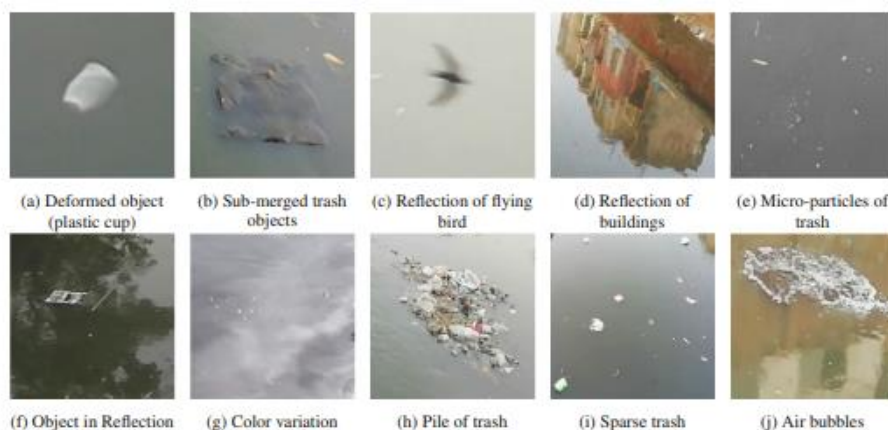 (a) Deformed object
(plastic cup)
(b) Sub-merged trash
objects
(c) Reflection of flying
bird
(d) Reflection of
buildings
(e) Micro-particles of
trash
(f) Object in Reflection
(g) Color variation
(h) Pile of trash
(i) Sparse trash
(j) Air bubbles